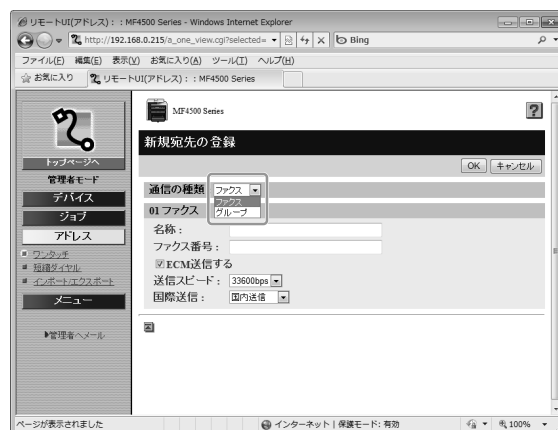 リモートUI(アドレス) : : MF4500 Series - Windows Internet Explorer
http://192.168.0.215/a_one_view.cgi?selected=
Bing
ファイル(F) 編集(E) 表示(V) お気に入り(A) ツール(T) ヘルプ(H)
お気に入り リモートUI(アドレス) : : MF4500 Series
MF4500 Series
?
新規宛先の登録
OK キャンセル
トップページへ
管理者モード
デバイス
ジョブ
アドレス
ワンタッチ
短縮ダイヤル
インポート/エクスポート
メニュー
▶管理者へメール
通信の種類 ファクス
ファクス
グループ
01 ファクス
名称 :
ファクス番号 :
ECM送信する
送信スピード : 33600bps
国際送信 : 国内送信
ページが表示されました
インターネット | 保護モード: 有効
100%